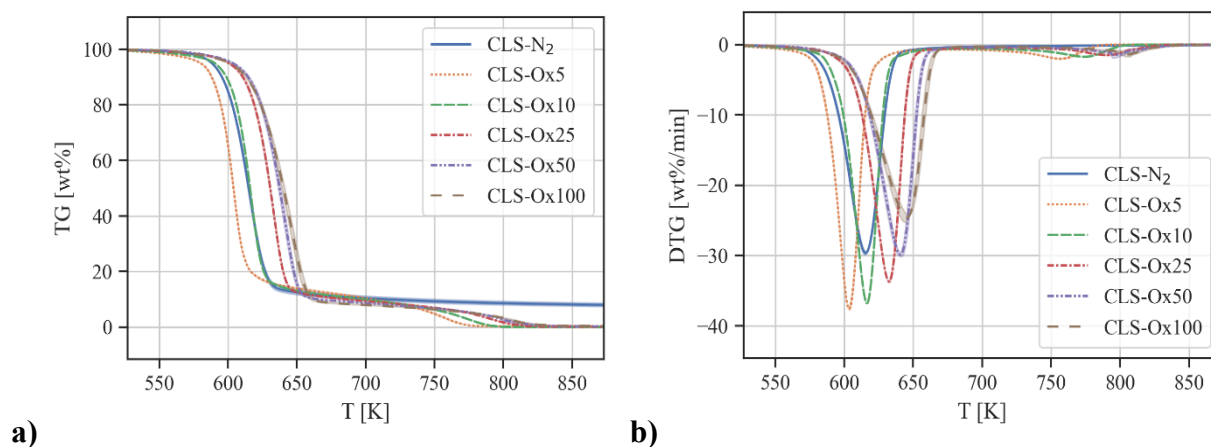 100
80
60
40
20
0
TG [wt%]
CLS-N₂
CLS-Ox5
CLS-Ox10
CLS-Ox25
CLS-Ox50
CLS-Ox100
550 600 650 700 750 800 850
T [K]
a)
0
−10
−20
−30
−40
DTG [wt%/min]
CLS-N₂
CLS-Ox5
CLS-Ox10
CLS-Ox25
CLS-Ox50
CLS-Ox100
550 600 650 700 750 800 850
T [K]
b)